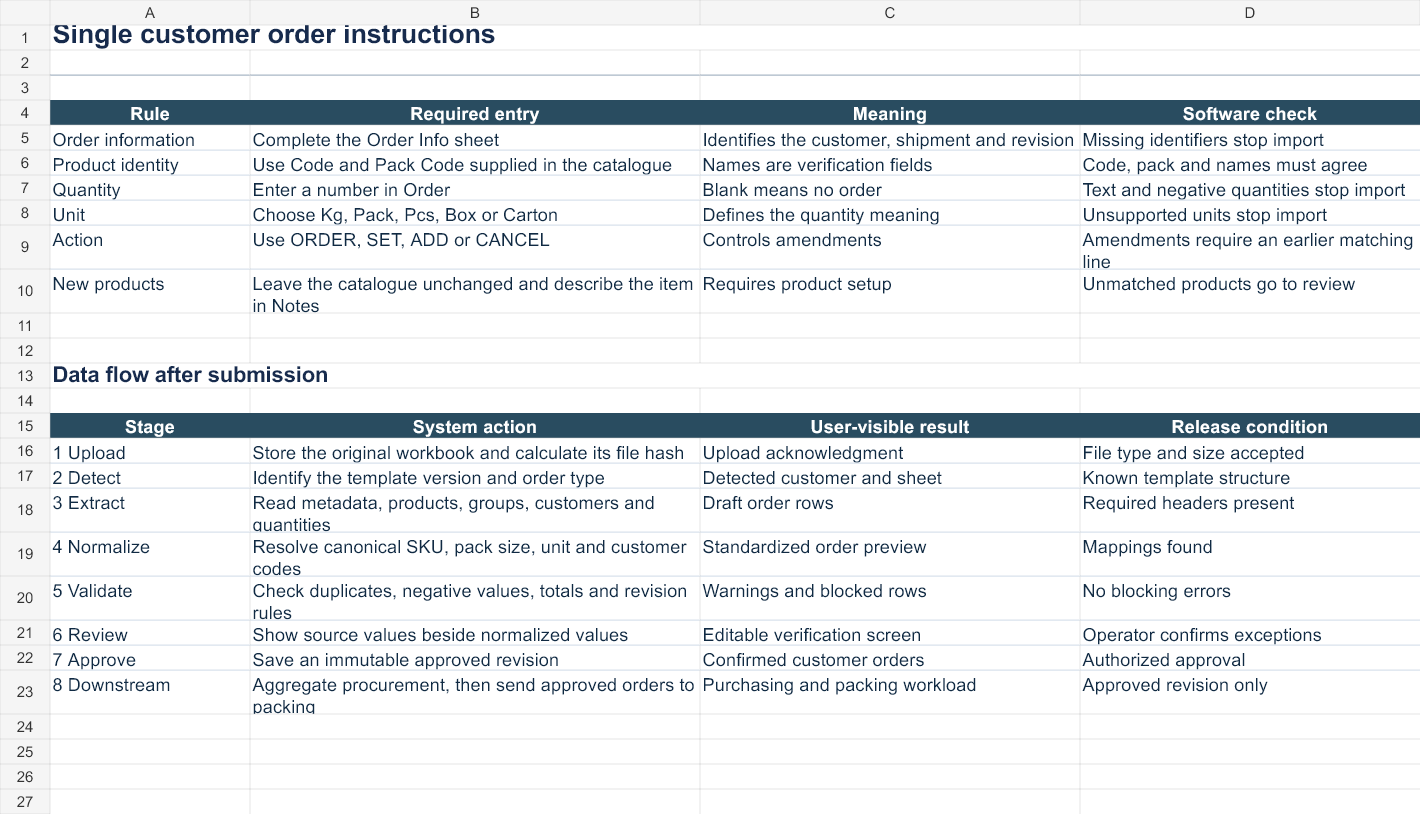 A B C D
1 Single customer order instructions
2
3
4 Rule Required entry Meaning Software check
5 Order information Complete the Order Info sheet Identifies the customer, shipment and revision Missing identifiers stop import
6 Product identity Use Code and Pack Code supplied in the catalogue Names are verification fields Code, pack and names must agree
7 Quantity Enter a number in Order Blank means no order Text and negative quantities stop import
8 Unit Choose Kg, Pack, Pcs, Box or Carton Defines the quantity meaning Unsupported units stop import
9 Action Use ORDER, SET, ADD or CANCEL Controls amendments Amendments require an earlier matching
line
10 New products Leave the catalogue unchanged and describe the item Requires product setup Unmatched products go to review
in Notes
11
12
13 Data flow after submission
14
15 Stage System action User-visible result Release condition
16 1 Upload Store the original workbook and calculate its file hash Upload acknowledgment File type and size accepted
17 2 Detect Identify the template version and order type Detected customer and sheet Known template structure
18 3 Extract Read metadata, products, groups, customers and Draft order rows Required headers present
quantities
19 4 Normalize Resolve canonical SKU, pack size, unit and customer Standardized order preview Mappings found
codes
20 5 Validate Check duplicates, negative values, totals and revision Warnings and blocked rows No blocking errors
rules
21 6 Review Show source values beside normalized values Editable verification screen Operator confirms exceptions
22 7 Approve Save an immutable approved revision Confirmed customer orders Authorized approval
23 8 Downstream Aggregate procurement, then send approved orders to Purchasing and packing workload Approved revision only
packing
24
25
26
27